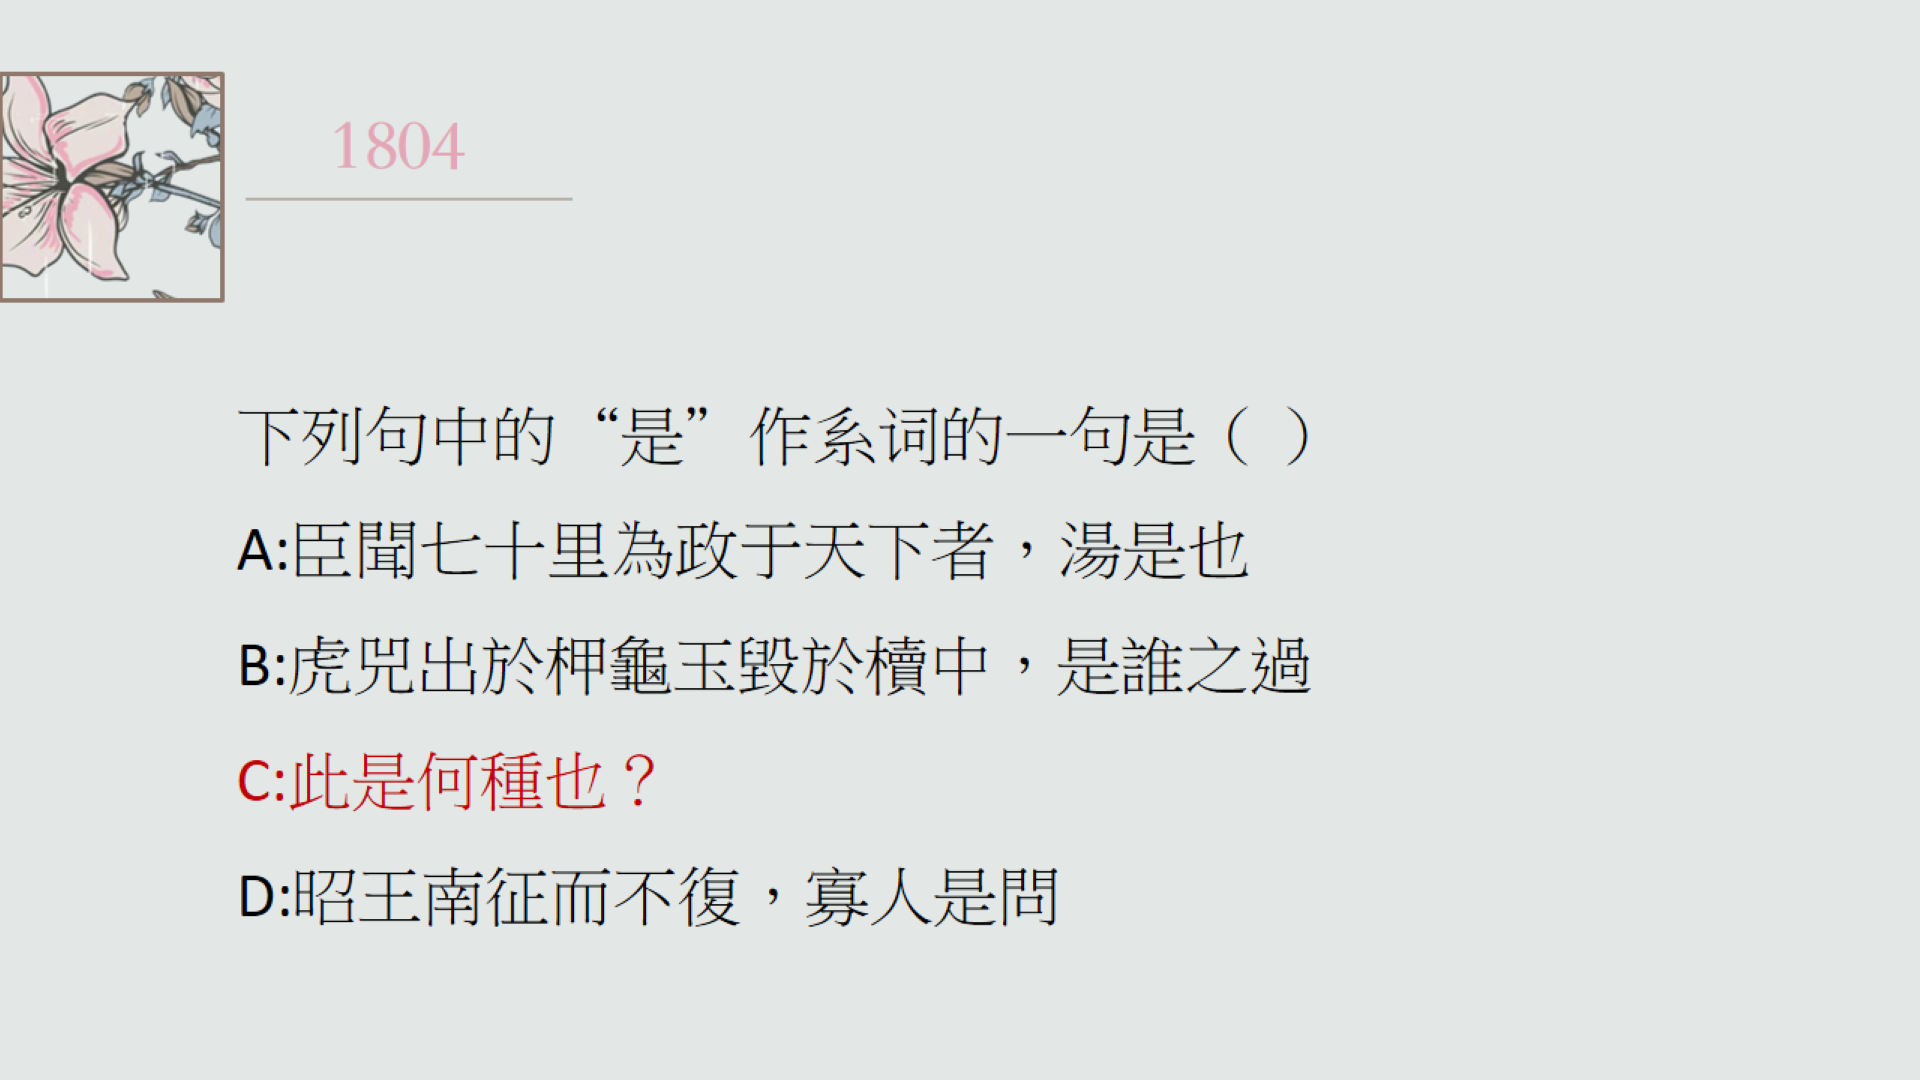 1804
下列句中的“是”作系词的一句是（ ）
A:臣聞七十里為政于天下者，湯是也
B:虎兕出於柙龜玉毀於櫝中，是誰之過
C:此是何種也？
D:昭王南征而不復，寡人是問